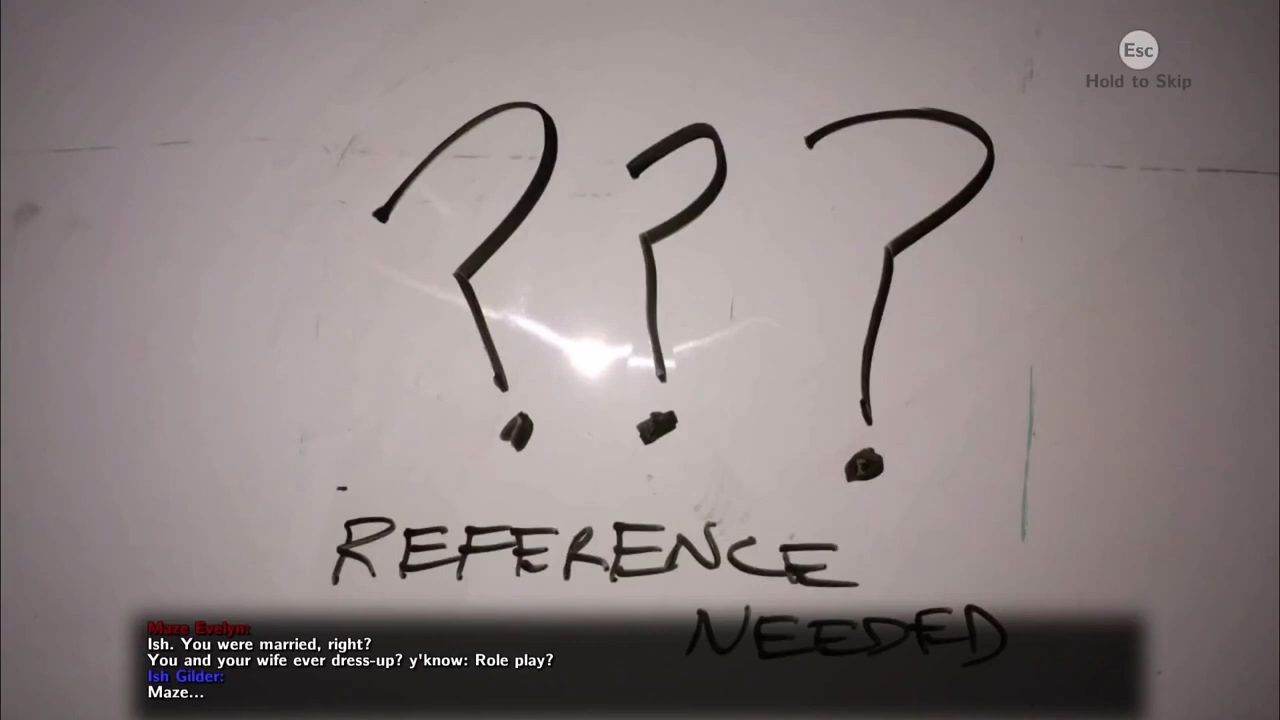 Esc
Hold to Skip
? ? ?
REFERENCE
NEEDED
Maze Evelyn:
Ish. You were married, right?
You and your wife ever dress-up? y'know: Role play?
Ish Gilder:
Maze...